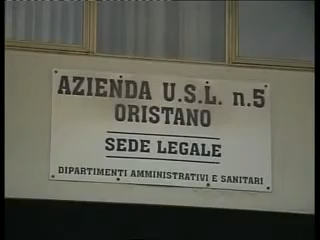 AZIENDA U.S.L. n.5
ORISTANO
SEDE LEGALE
DIPARTIMENTI AMMINISTRATIVI E SANITARI